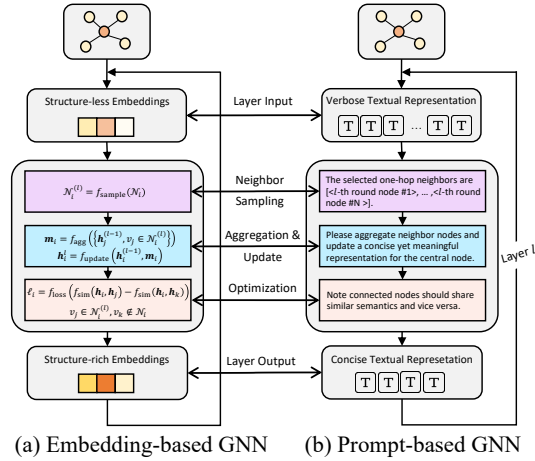 Structure-less Embeddings
Layer Input
Verbose Textual Representation
T T T ... T T
𝒩_i^{(l)} = f_sample(𝒩_i)
Neighbor
Sampling
The selected one-hop neighbors are
[<l-th round node #1>, ... ,<l-th
round node #N >].
m_i = f_agg({h_j^{(l-1)}, v_j ∈ 𝒩_i^{(l)}})
h_i^l = f_update(h_i^{(l-1)}, m_i)
Aggregation &
Update
Please aggregate neighbor nodes and
update a concise yet meaningful
representation for the central node.
ℓ_i = f_loss(f_sim(h_i, h_j) − f_sim(h_i, h_k))
v_j ∈ 𝒩_i^{(l)}, v_k ∉ 𝒩_i
Optimization
Note connected nodes should share
similar semantics and vice versa.
Layer l
Structure-rich Embeddings
Layer Output
Concise Textual Represetation
T T T T
(a) Embedding-based GNN
(b) Prompt-based GNN